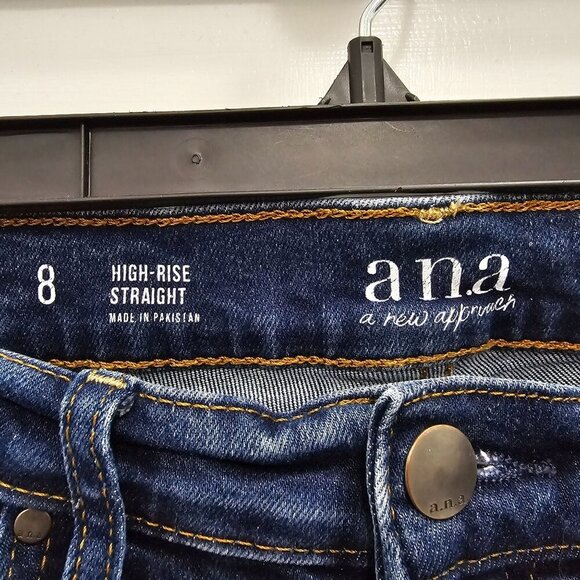 8
HIGH-RISE
STRAIGHT
MADE IN PAKISTAN
a n.a
a new approach
a.n.a